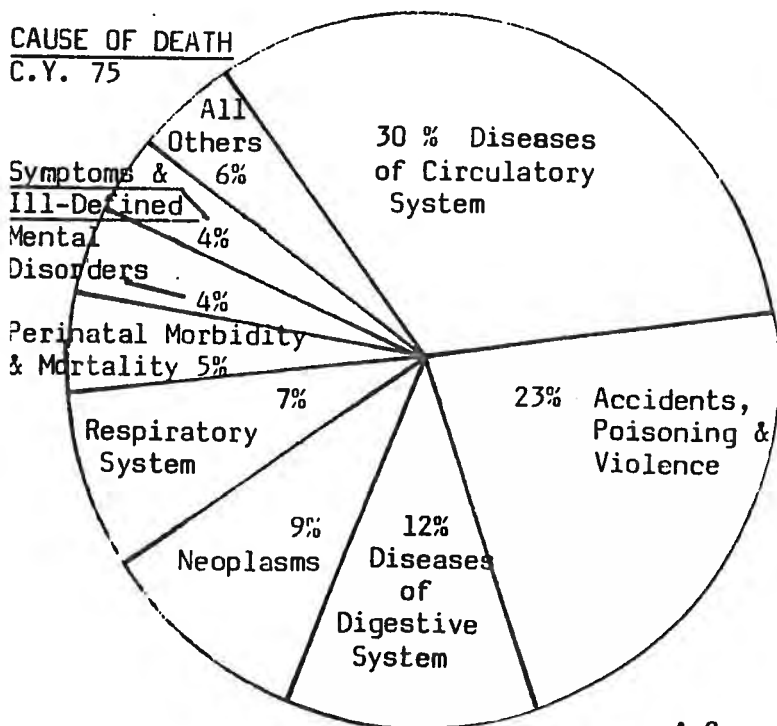 CAUSE OF DEATH
C.Y. 75
All
Others
6%
30 % Diseases
of Circulatory
System
Symptoms &
Ill-Defined
4%
Mental
Disorders
4%
Perinatal Morbidity
& Mortality 5%
7%
Respiratory
System
23% Accidents,
Poisoning &
Violence
9%
Neoplasms
12%
Diseases
of
Digestive
System